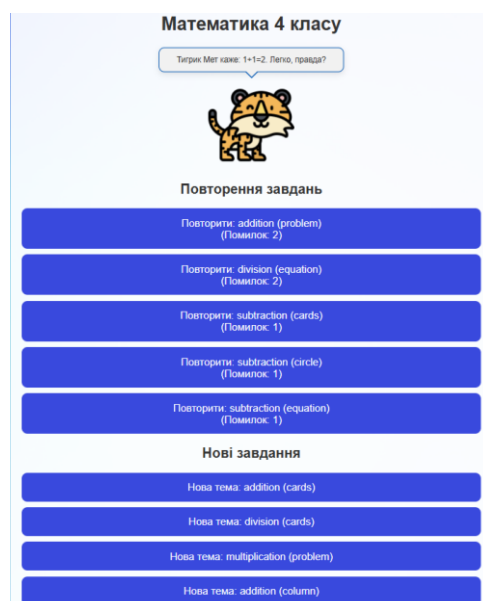 Математика 4 класу
Тигрик Мет каже: 1+1=2. Легко, правда?
Повторення завдань
Повторити: addition (problem)
(Помилок: 2)
Повторити: division (equation)
(Помилок: 2)
Повторити: subtraction (cards)
(Помилок: 1)
Повторити: subtraction (circle)
(Помилок: 1)
Повторити: subtraction (equation)
(Помилок: 1)
Нові завдання
Нова тема: addition (cards)
Нова тема: division (cards)
Нова тема: multiplication (problem)
Нова тема: addition (column)